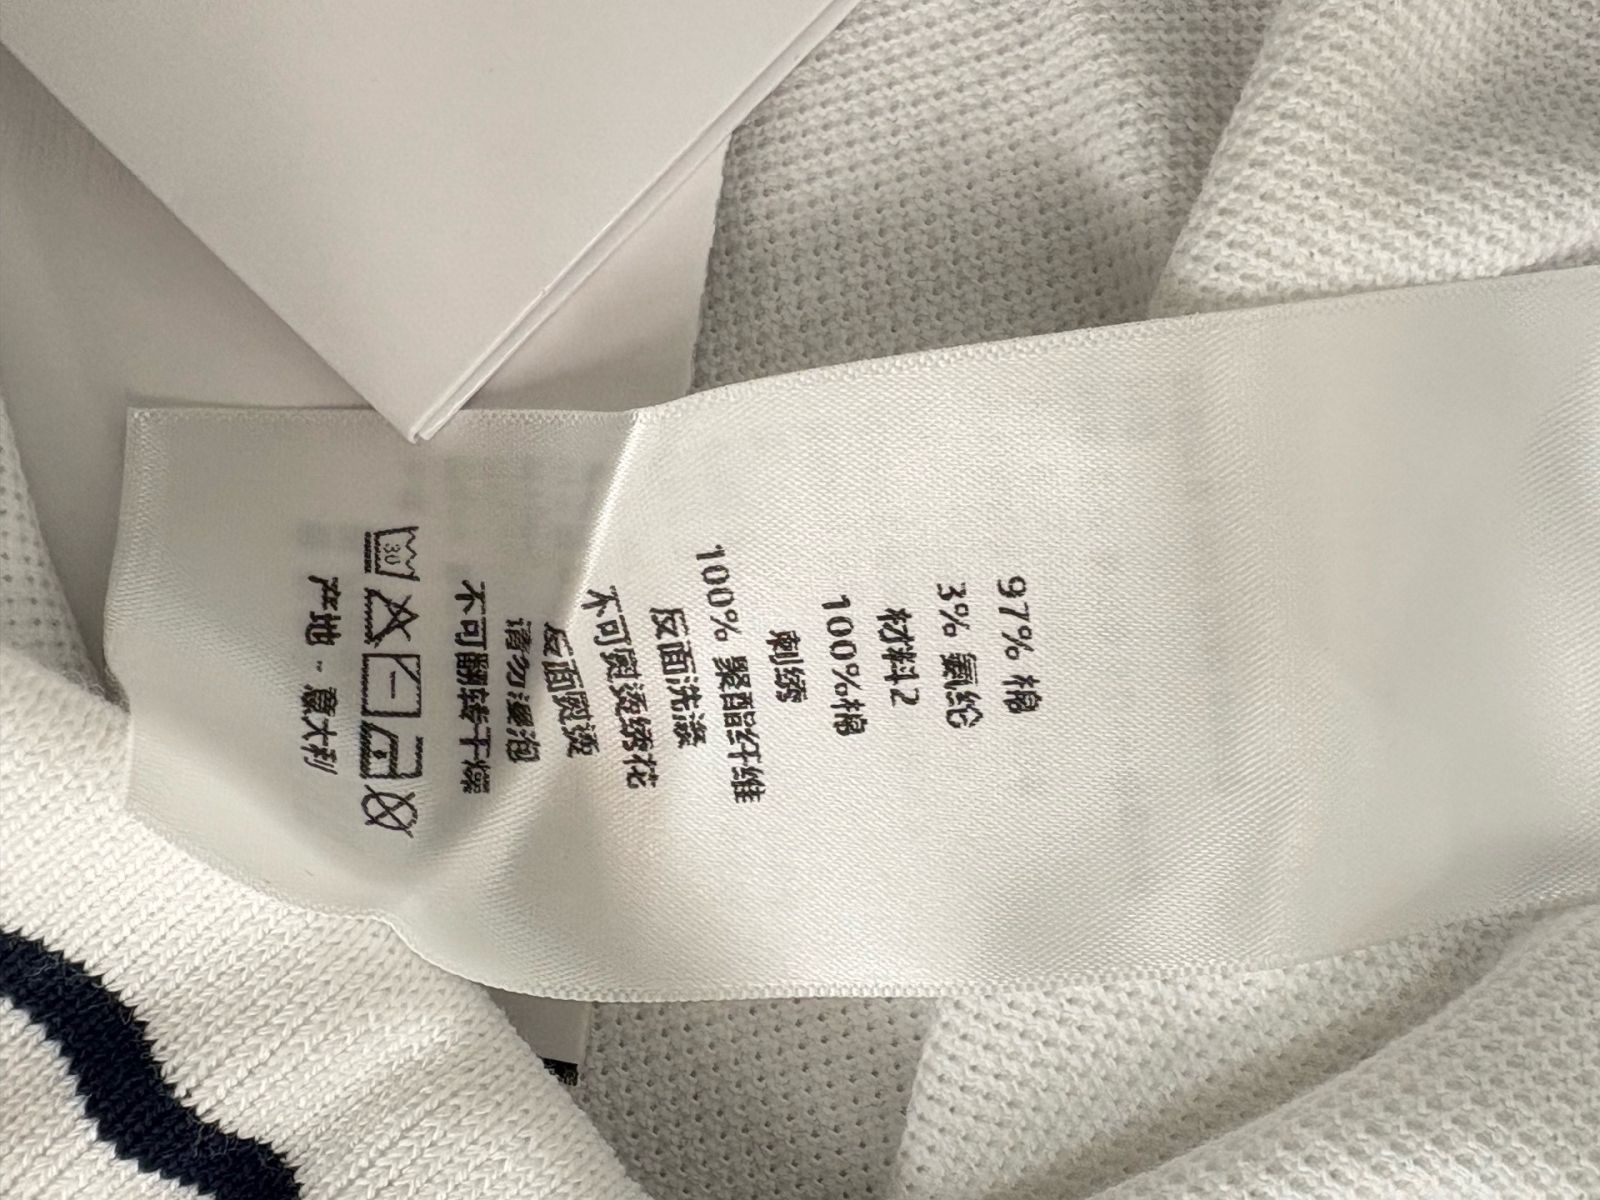 97% 棉
3% 氨纶
材料2
100%棉
刺绣
100% 聚酯纤维
反面洗涤
不可熨烫绣花
反面熨烫
请勿浸泡
不可翻转干燥
30
产地 - 意大利